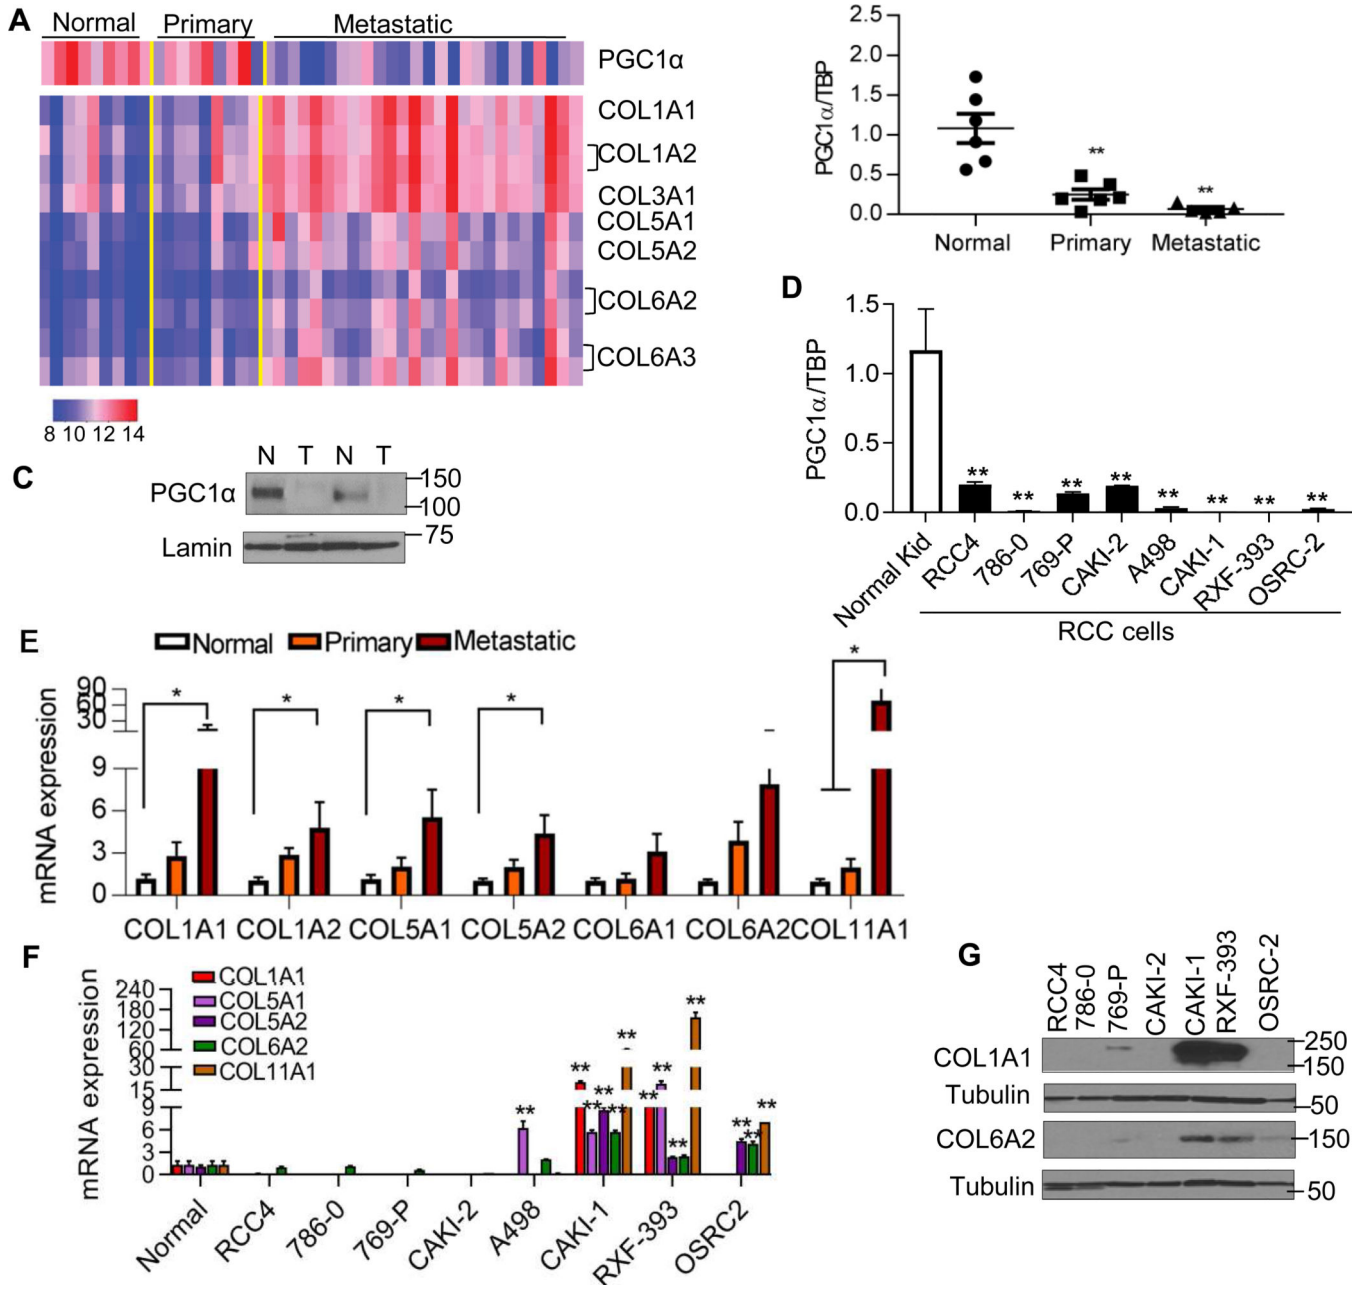 A
Normal Primary Metastatic
PGC1α
COL1A1
COL1A2
COL3A1
COL5A1
COL5A2
COL6A2
COL6A3
8 10 12 14
PGC1α/TBP
2.5
2.0
1.5
1.0
0.5
0.0
**
**
Normal Primary Metastatic
C
N T N T
PGC1α
150
100
Lamin
75
D
PGC1α/TBP
1.5
1.0
0.5
0.0
** ** ** ** ** ** ** **
Normal Kid RCC4 786-0 769-P CAKI-2 A498 CAKI-1 RXF-393 OSRC-2
RCC cells
E
Normal Primary Metastatic
mRNA expression
90
60
30
9
6
3
0
* * * * *
COL1A1 COL1A2 COL5A1 COL5A2 COL6A1 COL6A2 COL11A1
F
COL1A1
COL5A1
COL5A2
COL6A2
COL11A1
mRNA expression
240
180
120
60
30
15
9
6
3
0
** ** ** ** ** ** ** ** ** ** ** ** **
Normal RCC4 786-0 769-P CAKI-2 A498 CAKI-1 RXF-393 OSRC2
G
RCC4 786-0 769-P CAKI-2 CAKI-1 RXF-393 OSRC-2
COL1A1
250
150
Tubulin
50
COL6A2
150
Tubulin
50